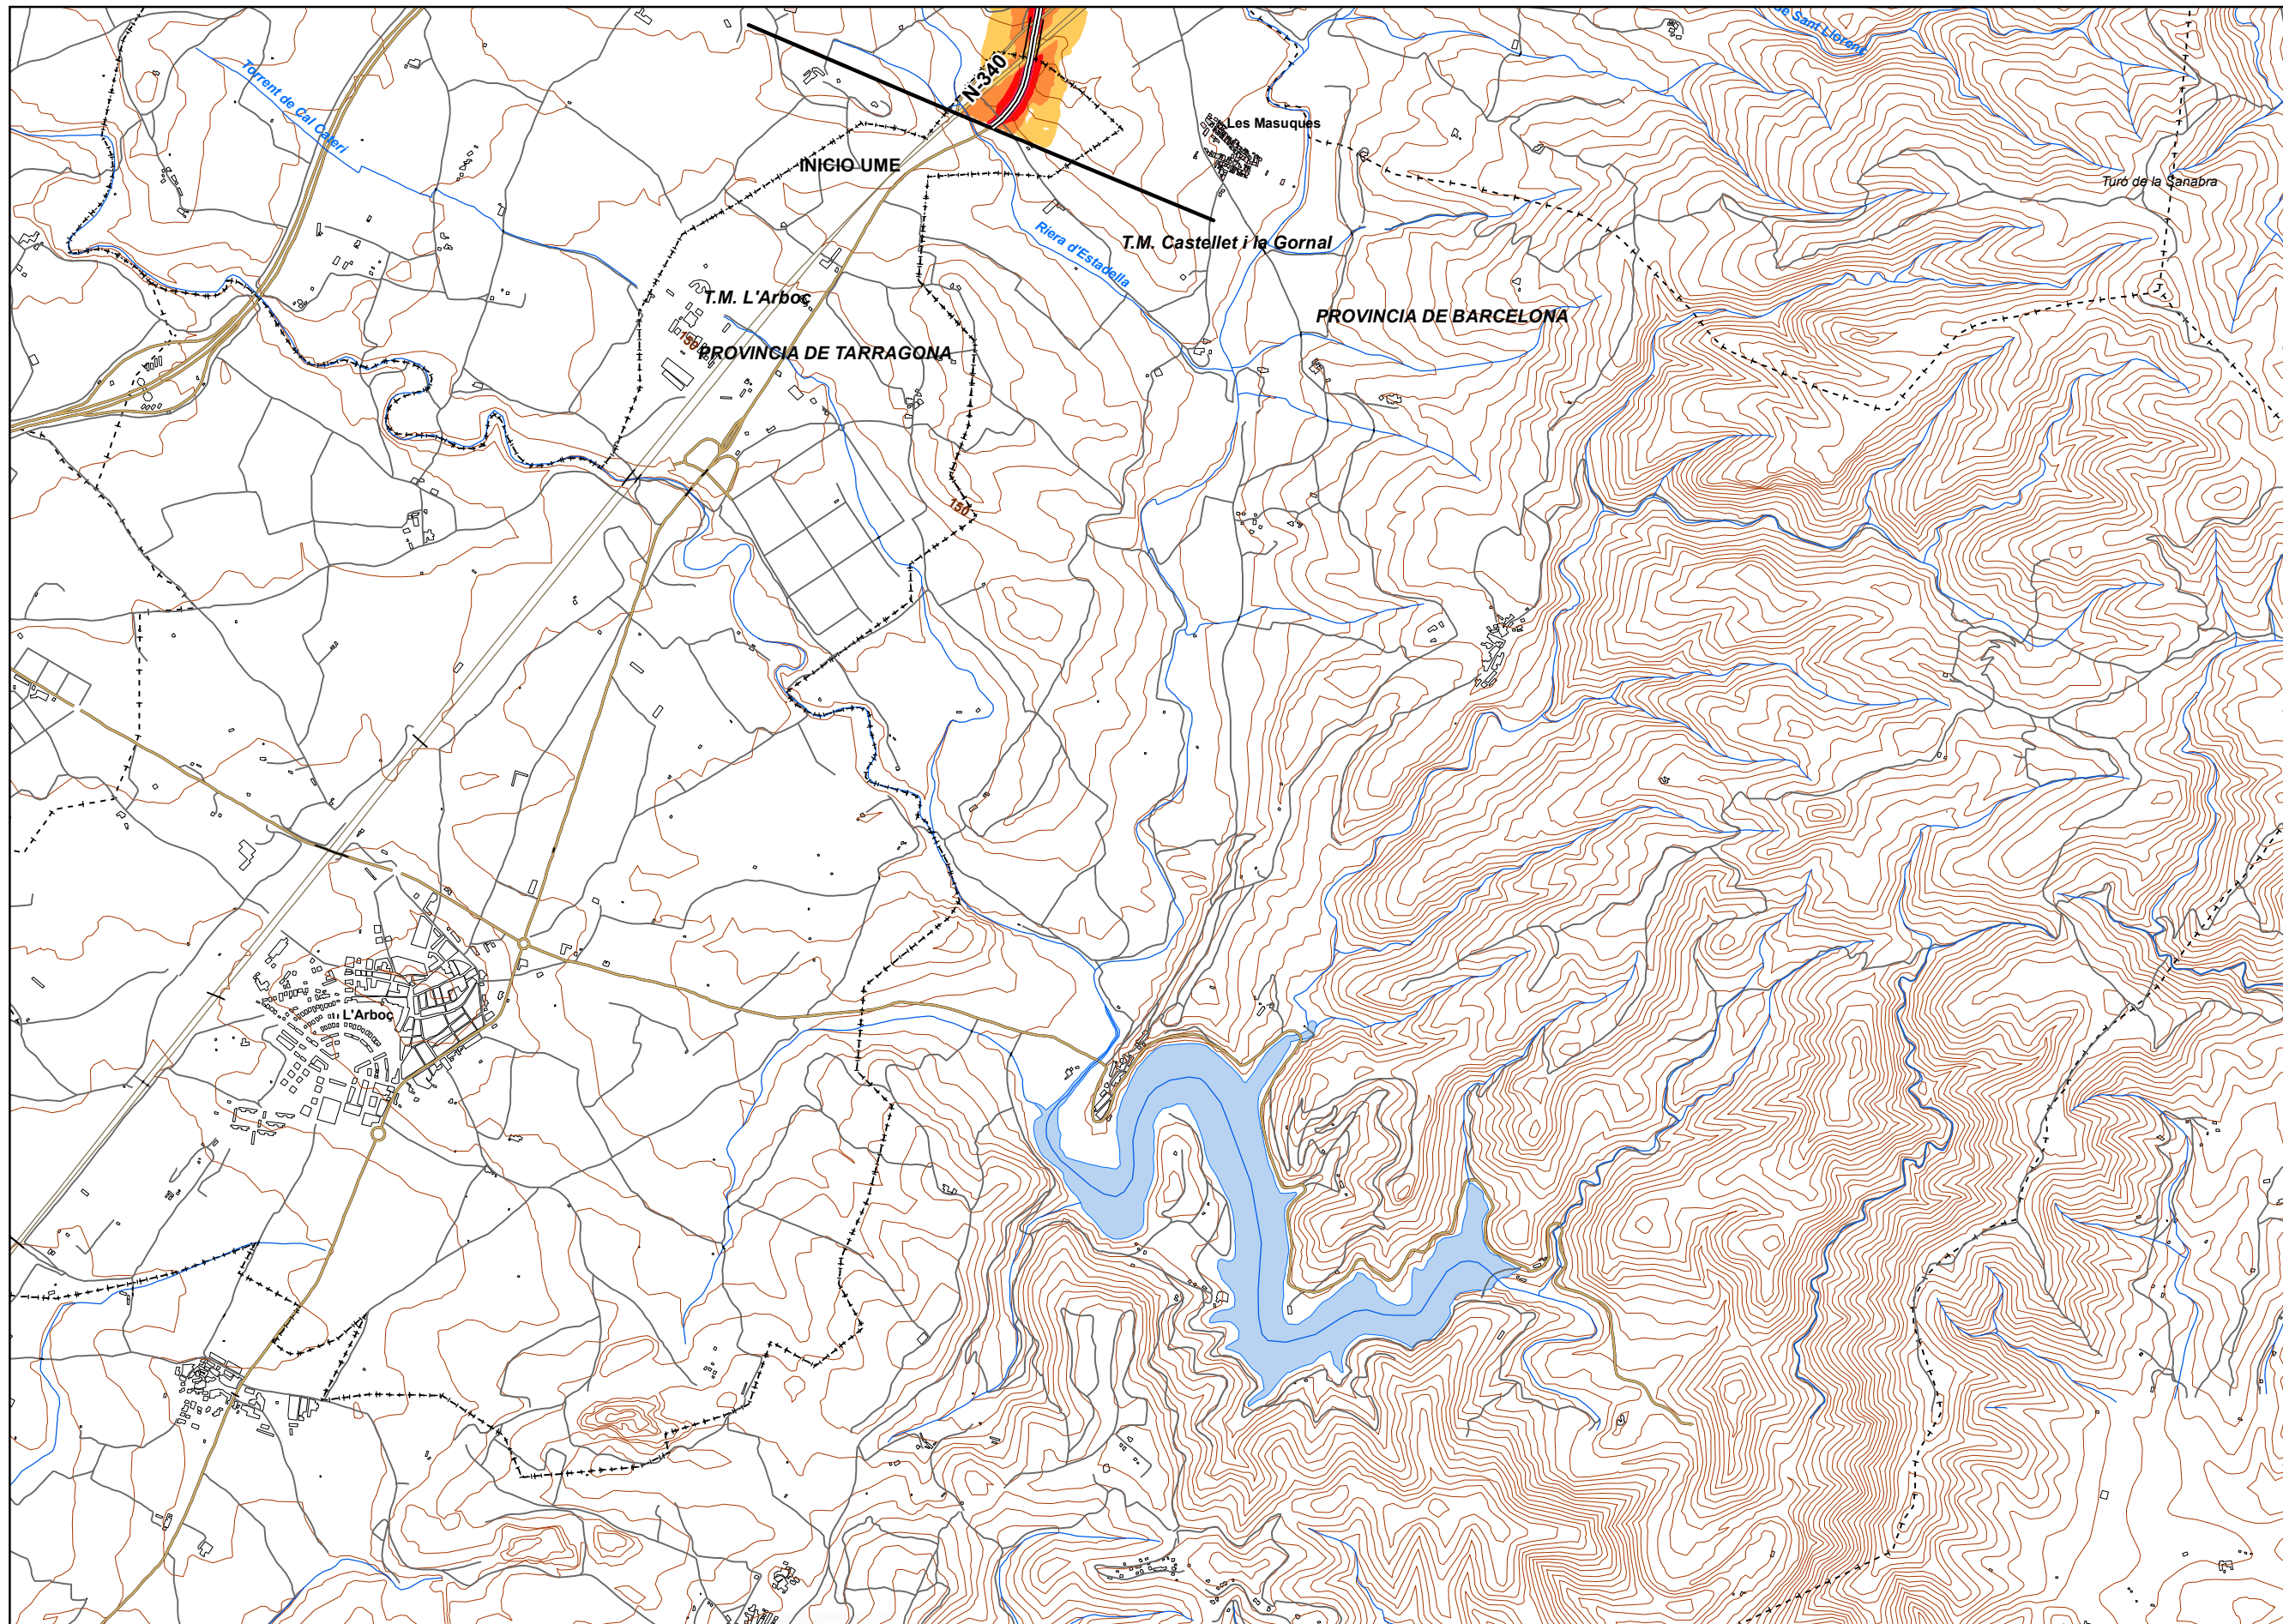 de Sant Llorenç
Torrent de Cal Caleri
N-340
Les Masuques
INICIO UME
Turó de la Sanabra
Riera d'Estadella
T.M. Castellet i la Gornal
T.M. L'Arboç
PROVINCIA DE BARCELONA
150
PROVINCIA DE TARRAGONA
150
L'Arboç